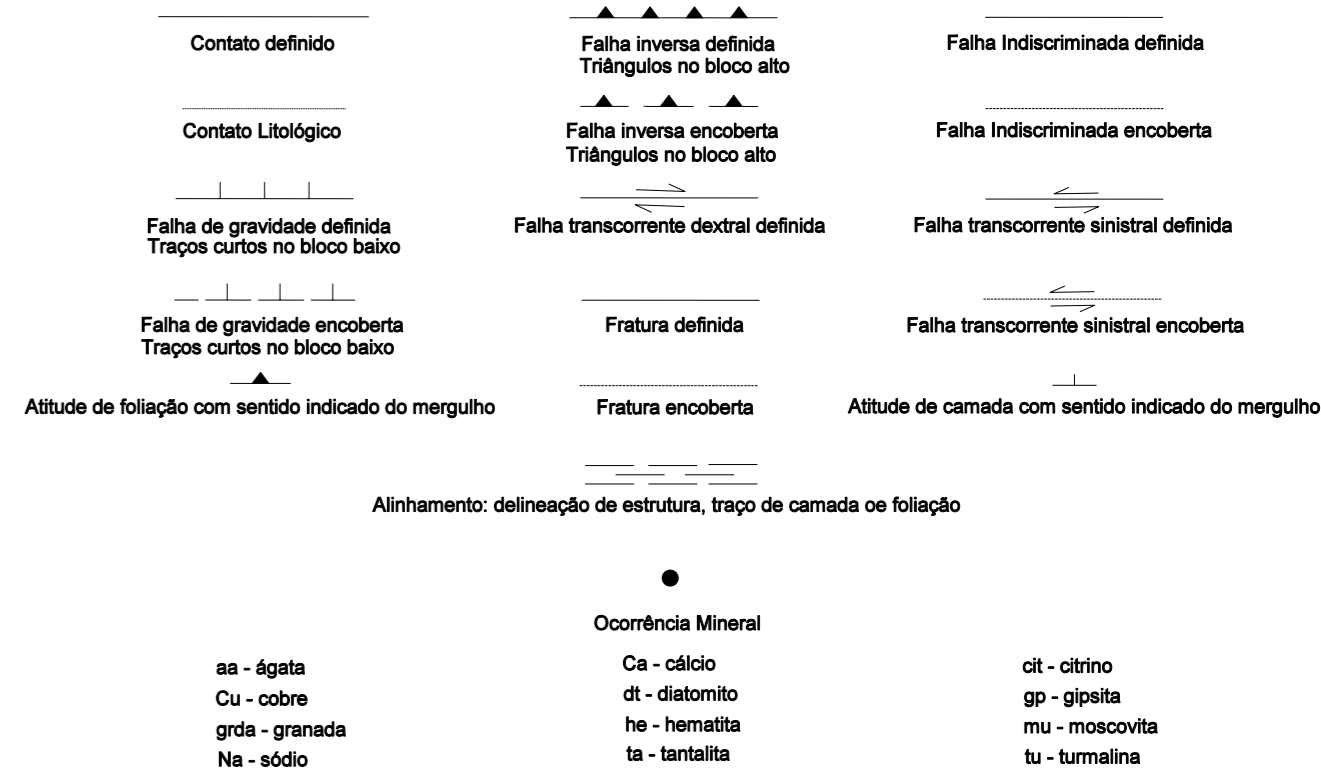 Contato definido
Falha inversa definida
Triângulos no bloco alto
Falha Indiscriminada definida
Contato Litológico
Falha inversa encoberta
Triângulos no bloco alto
Falha Indiscriminada encoberta
Falha de gravidade definida
Traços curtos no bloco baixo
Falha transcorrente dextral definida
Falha transcorrente sinistral definida
Falha de gravidade encoberta
Traços curtos no bloco baixo
Fratura definida
Falha transcorrente sinistral encoberta
Atitude de foliação com sentido indicado do mergulho
Fratura encoberta
Atitude de camada com sentido indicado do mergulho
Alinhamento: delineação de estrutura, traço de camada oe foliação
Ocorrência Mineral
aa - ágata
Ca - cálcio
cit - citrino
Cu - cobre
dt - diatomito
gp - gipsita
grda - granada
he - hematita
mu - moscovita
Na - sódio
ta - tantalita
tu - turmalina